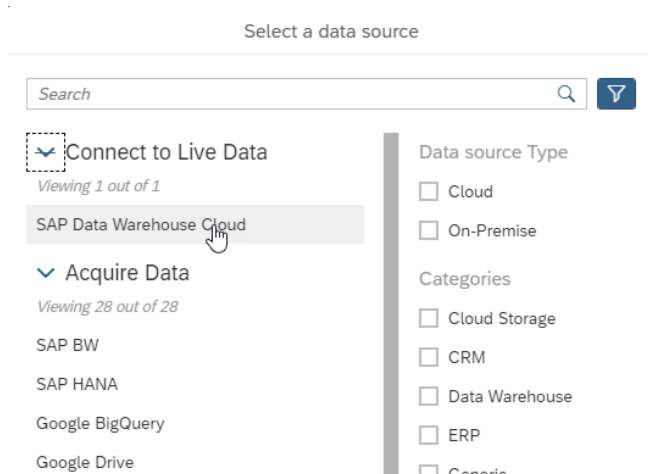 Select a data source
Search
Connect to Live Data
Viewing 1 out of 1
SAP Data Warehouse Cloud
Acquire Data
Viewing 28 out of 28
SAP BW
SAP HANA
Google BigQuery
Google Drive
Data source Type
Cloud
On-Premise
Categories
Cloud Storage
CRM
Data Warehouse
ERP
Generic